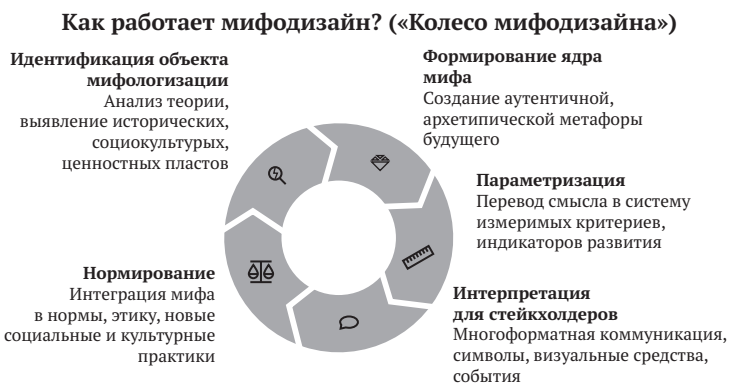 Как работает мифодизайн? («Колесо мифодизайна»)
Идентификация объекта
мифологизации
Анализ теории,
выявление исторических,
социокультурых,
ценностных пластов
Формирование ядра
мифа
Создание аутентичной,
архетипической метафоры
будущего
Параметризация
Перевод смысла в систему
измеримых критериев,
индикаторов развития
Интерпретация
для стейкхолдеров
Многоформатная коммуникация,
символы, визуальные средства,
события
Нормирование
Интеграция мифа
в нормы, этику, новые
социальные и культурные
практики